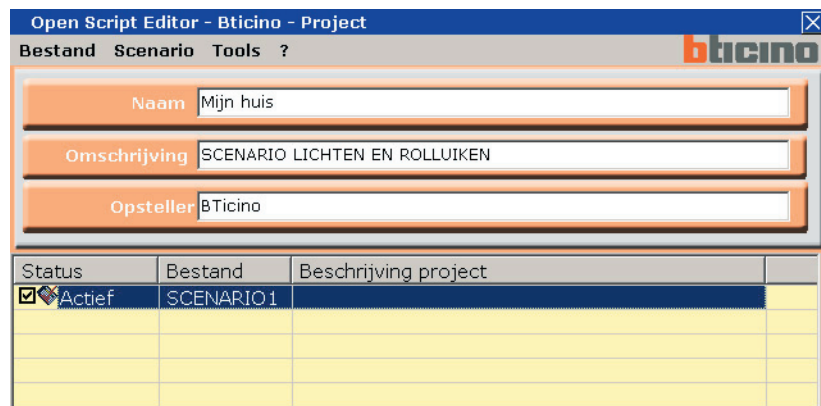 Open Script Editor - Bticino - Project
Bestand Scenario Tools ?
bticino
Naam Mijn huis
Omschrijving SCENARIO LICHTEN EN ROLLUIKEN
Opsteller BTicino
Status Bestand Beschrijving project
Actief SCENARIO1